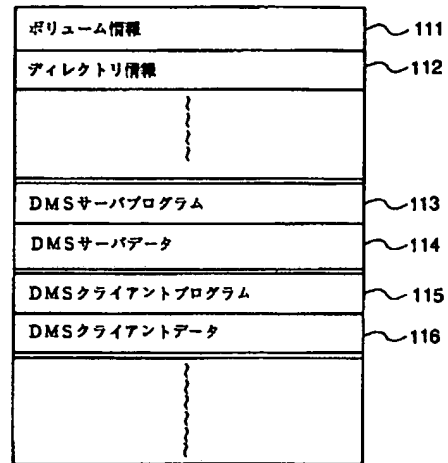 ボリューム情報 111
ディレクトリ情報 112
DMSサーバプログラム 113
DMSサーバデータ 114
DMSクライアントプログラム 115
DMSクライアントデータ 116